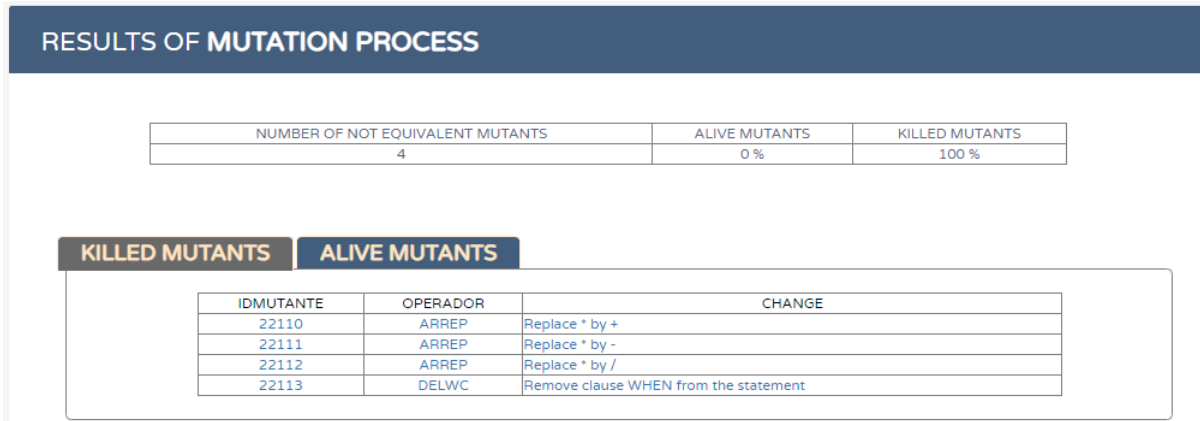 RESULTS OF MUTATION PROCESS
NUMBER OF NOT EQUIVALENT MUTANTS ALIVE MUTANTS KILLED MUTANTS
4 0 % 100 %
KILLED MUTANTS ALIVE MUTANTS
IDMUTANTE OPERADOR CHANGE
22110 ARREP Replace * by +
22111 ARREP Replace * by -
22112 ARREP Replace * by /
22113 DELWC Remove clause WHEN from the statement